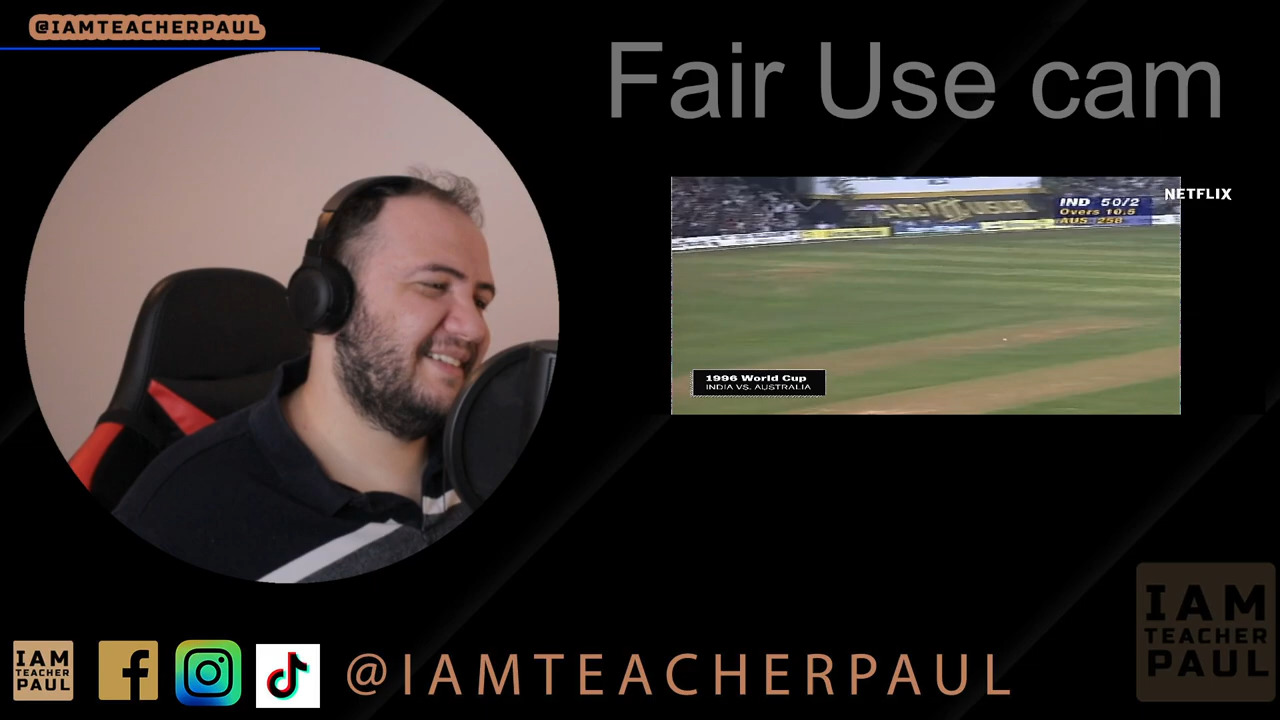 @IAMTEACHERPAUL
Fair Use cam
NETFLIX
IND 50/2
Overs 10.5
AUS 258
1996 World Cup
INDIA VS. AUSTRALIA
IAM
TEACHER
PAUL
@IAMTEACHERPAUL
IAM
TEACHER
PAUL